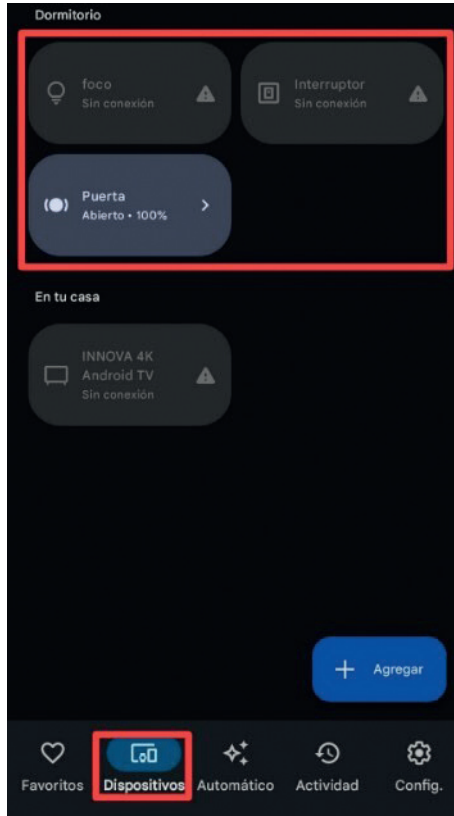 Dormitorio
foco
Sin conexión
Interruptor
Sin conexión
Puerta
Abierto • 100%
En tu casa
INNOVA 4K
Android TV
Sin conexión
Agregar
Favoritos
Dispositivos
Automático
Actividad
Config.